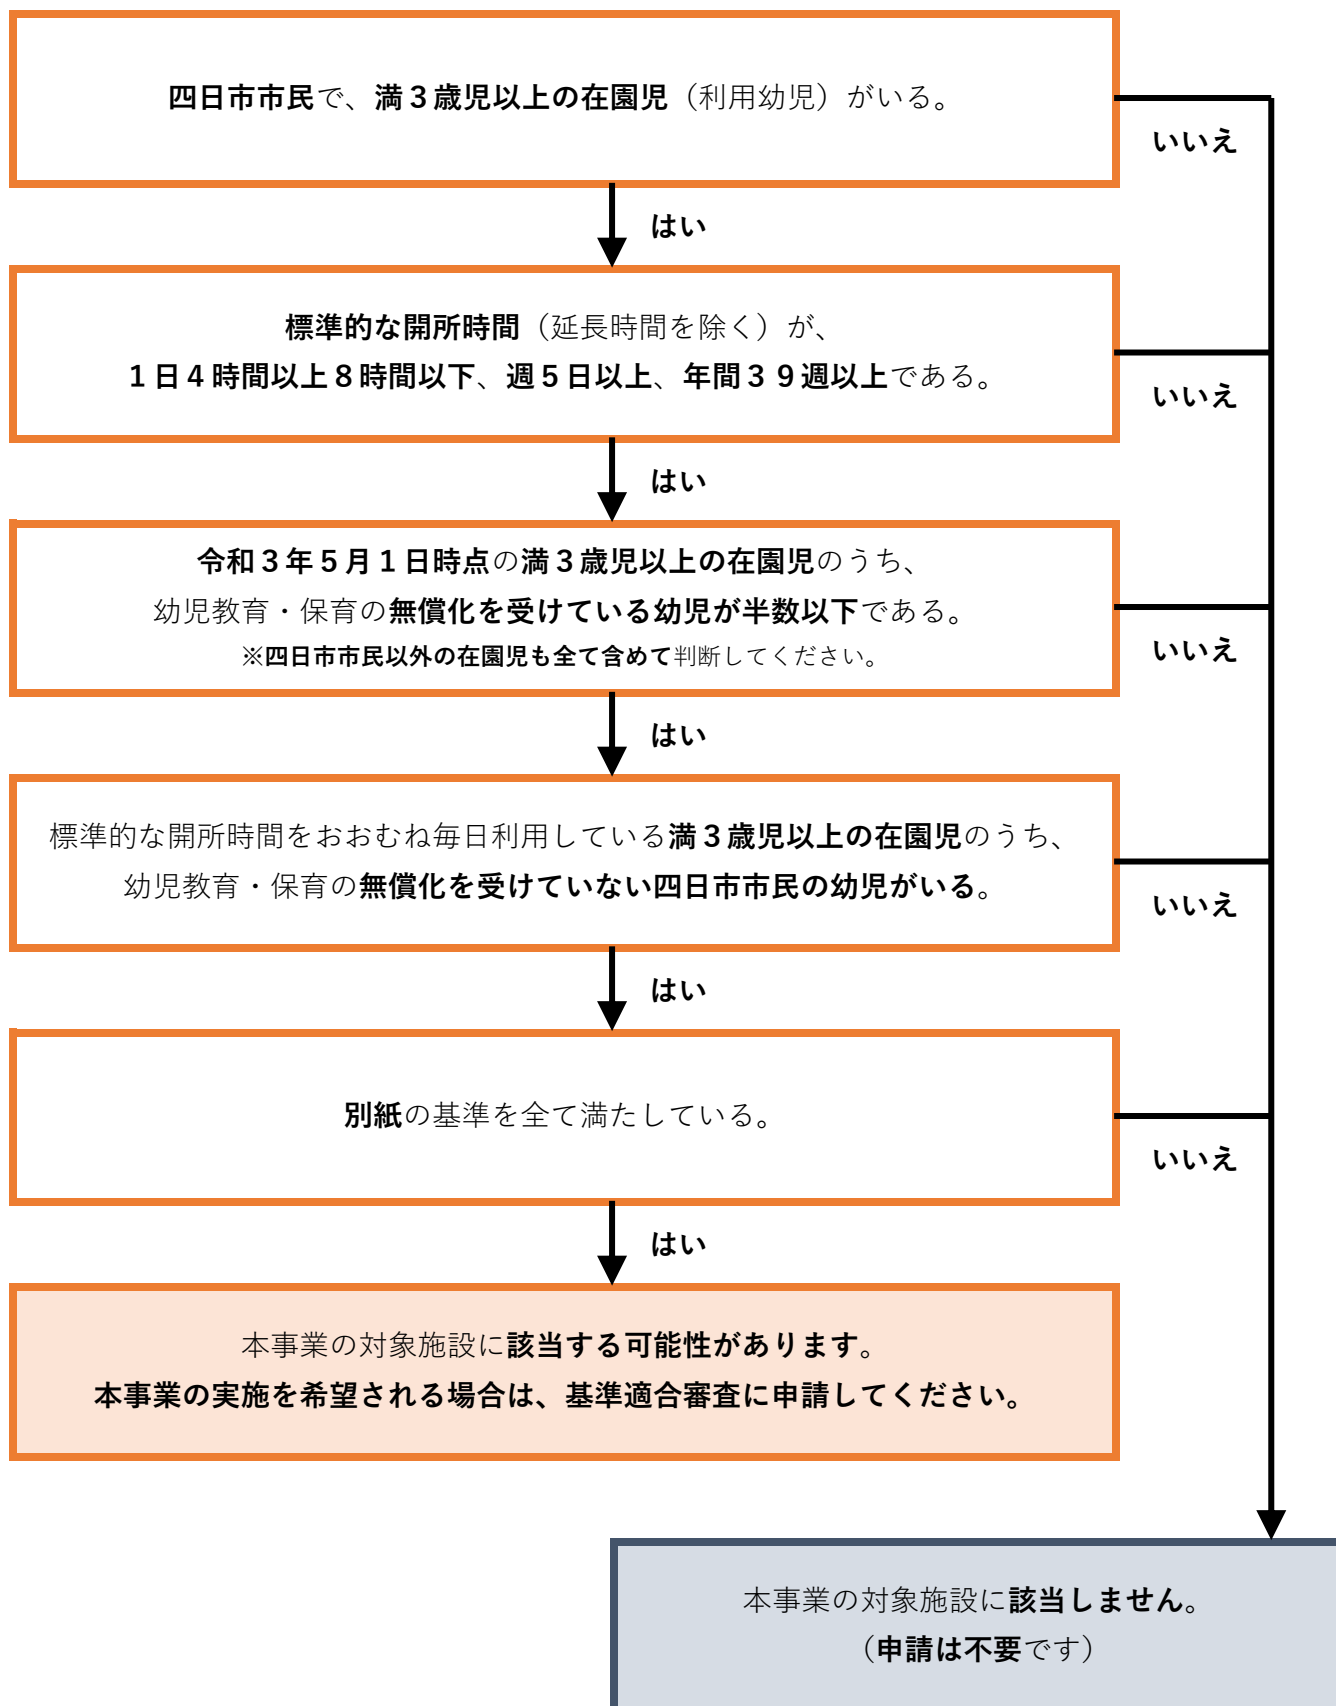 四日市市民で、満３歳児以上の在園児（利用幼児）がいる。
いいえ
はい
標準的な開所時間（延長時間を除く）が、
１日４時間以上８時間以下、週５日以上、年間３９週以上である。
いいえ
はい
令和３年５月１日時点の満３歳児以上の在園児のうち、
幼児教育・保育の無償化を受けている幼児が半数以下である。
※四日市市民以外の在園児も全て含めて判断してください。
いいえ
はい
標準的な開所時間をおおむね毎日利用している満３歳児以上の在園児のうち、
幼児教育・保育の無償化を受けていない四日市市民の幼児がいる。
いいえ
はい
別紙の基準を全て満たしている。
いいえ
はい
本事業の対象施設に該当する可能性があります。
本事業の実施を希望される場合は、基準適合審査に申請してください。
本事業の対象施設に該当しません。
（申請は不要です）